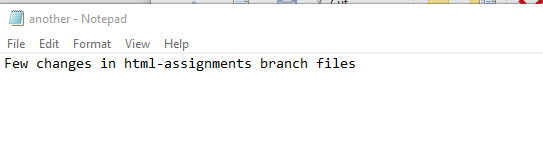 another - Notepad
File Edit Format View Help
Few changes in html-assignments branch files